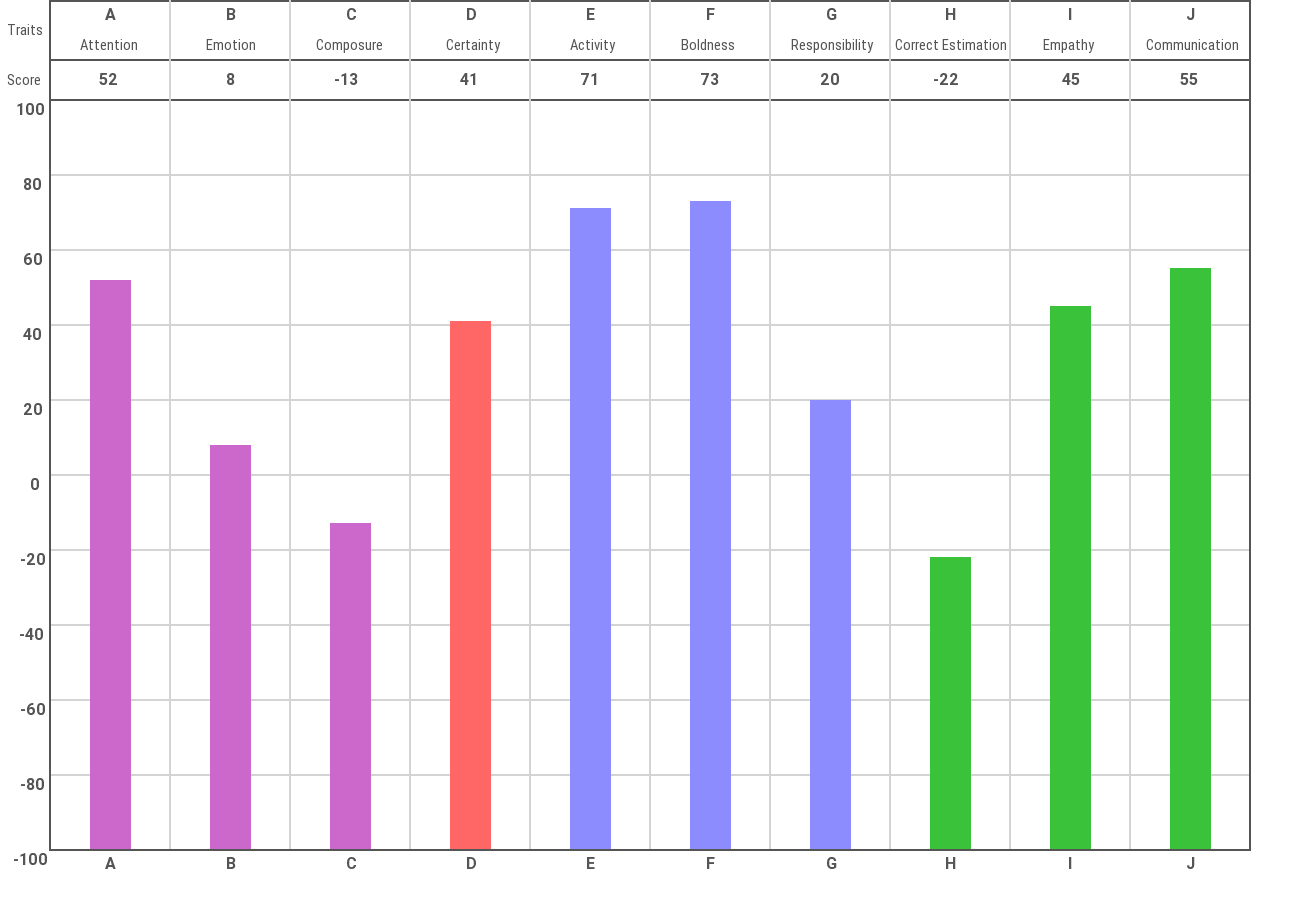 A B C D E F G H I J
Traits
Attention Emotion Composure Certainty Activity Boldness Responsibility Correct Estimation Empathy Communication
Score 52 8 -13 41 71 73 20 -22 45 55
100
80
60
40
20
0
-20
-40
-60
-80
-100
A B C D E F G H I J